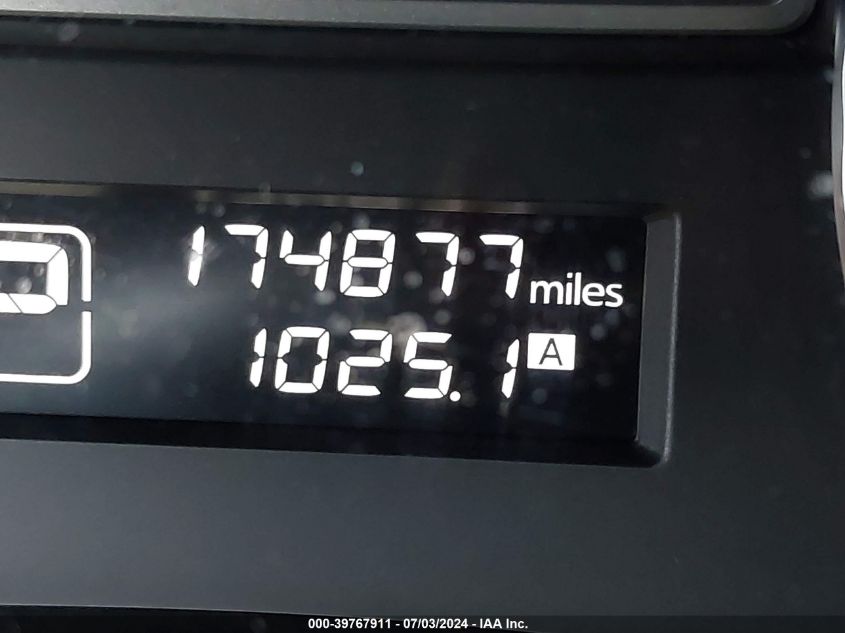 P
174877 miles
1025.1 A
000-39767911 - 07/03/2024 - IAA Inc.